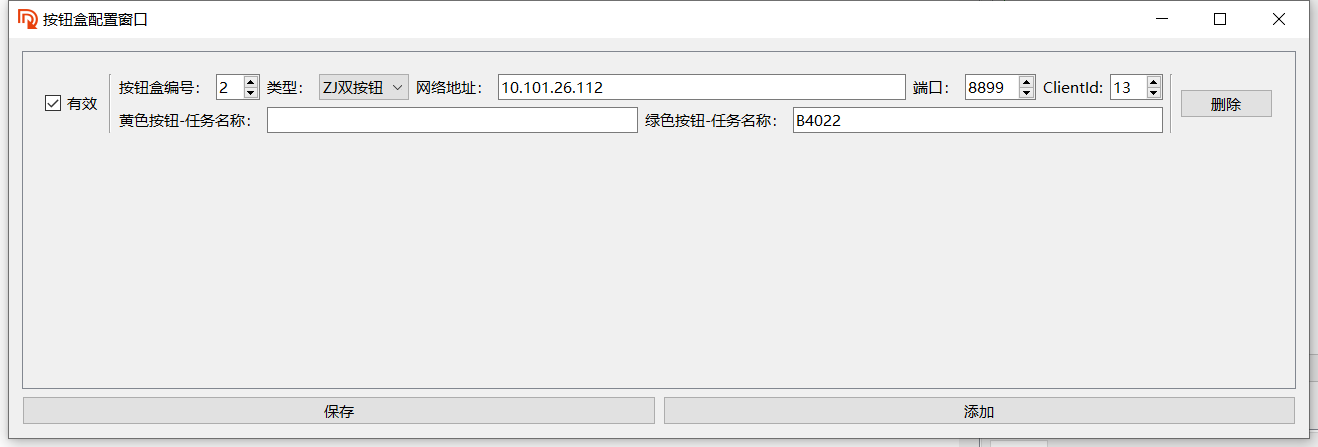 按钮盒配置窗口
有效 按钮盒编号： 2 类型： ZJ双按钮 网络地址： 10.101.26.112 端口： 8899 ClientId: 13 删除
黄色按钮-任务名称： 绿色按钮-任务名称： B4022
保存 添加